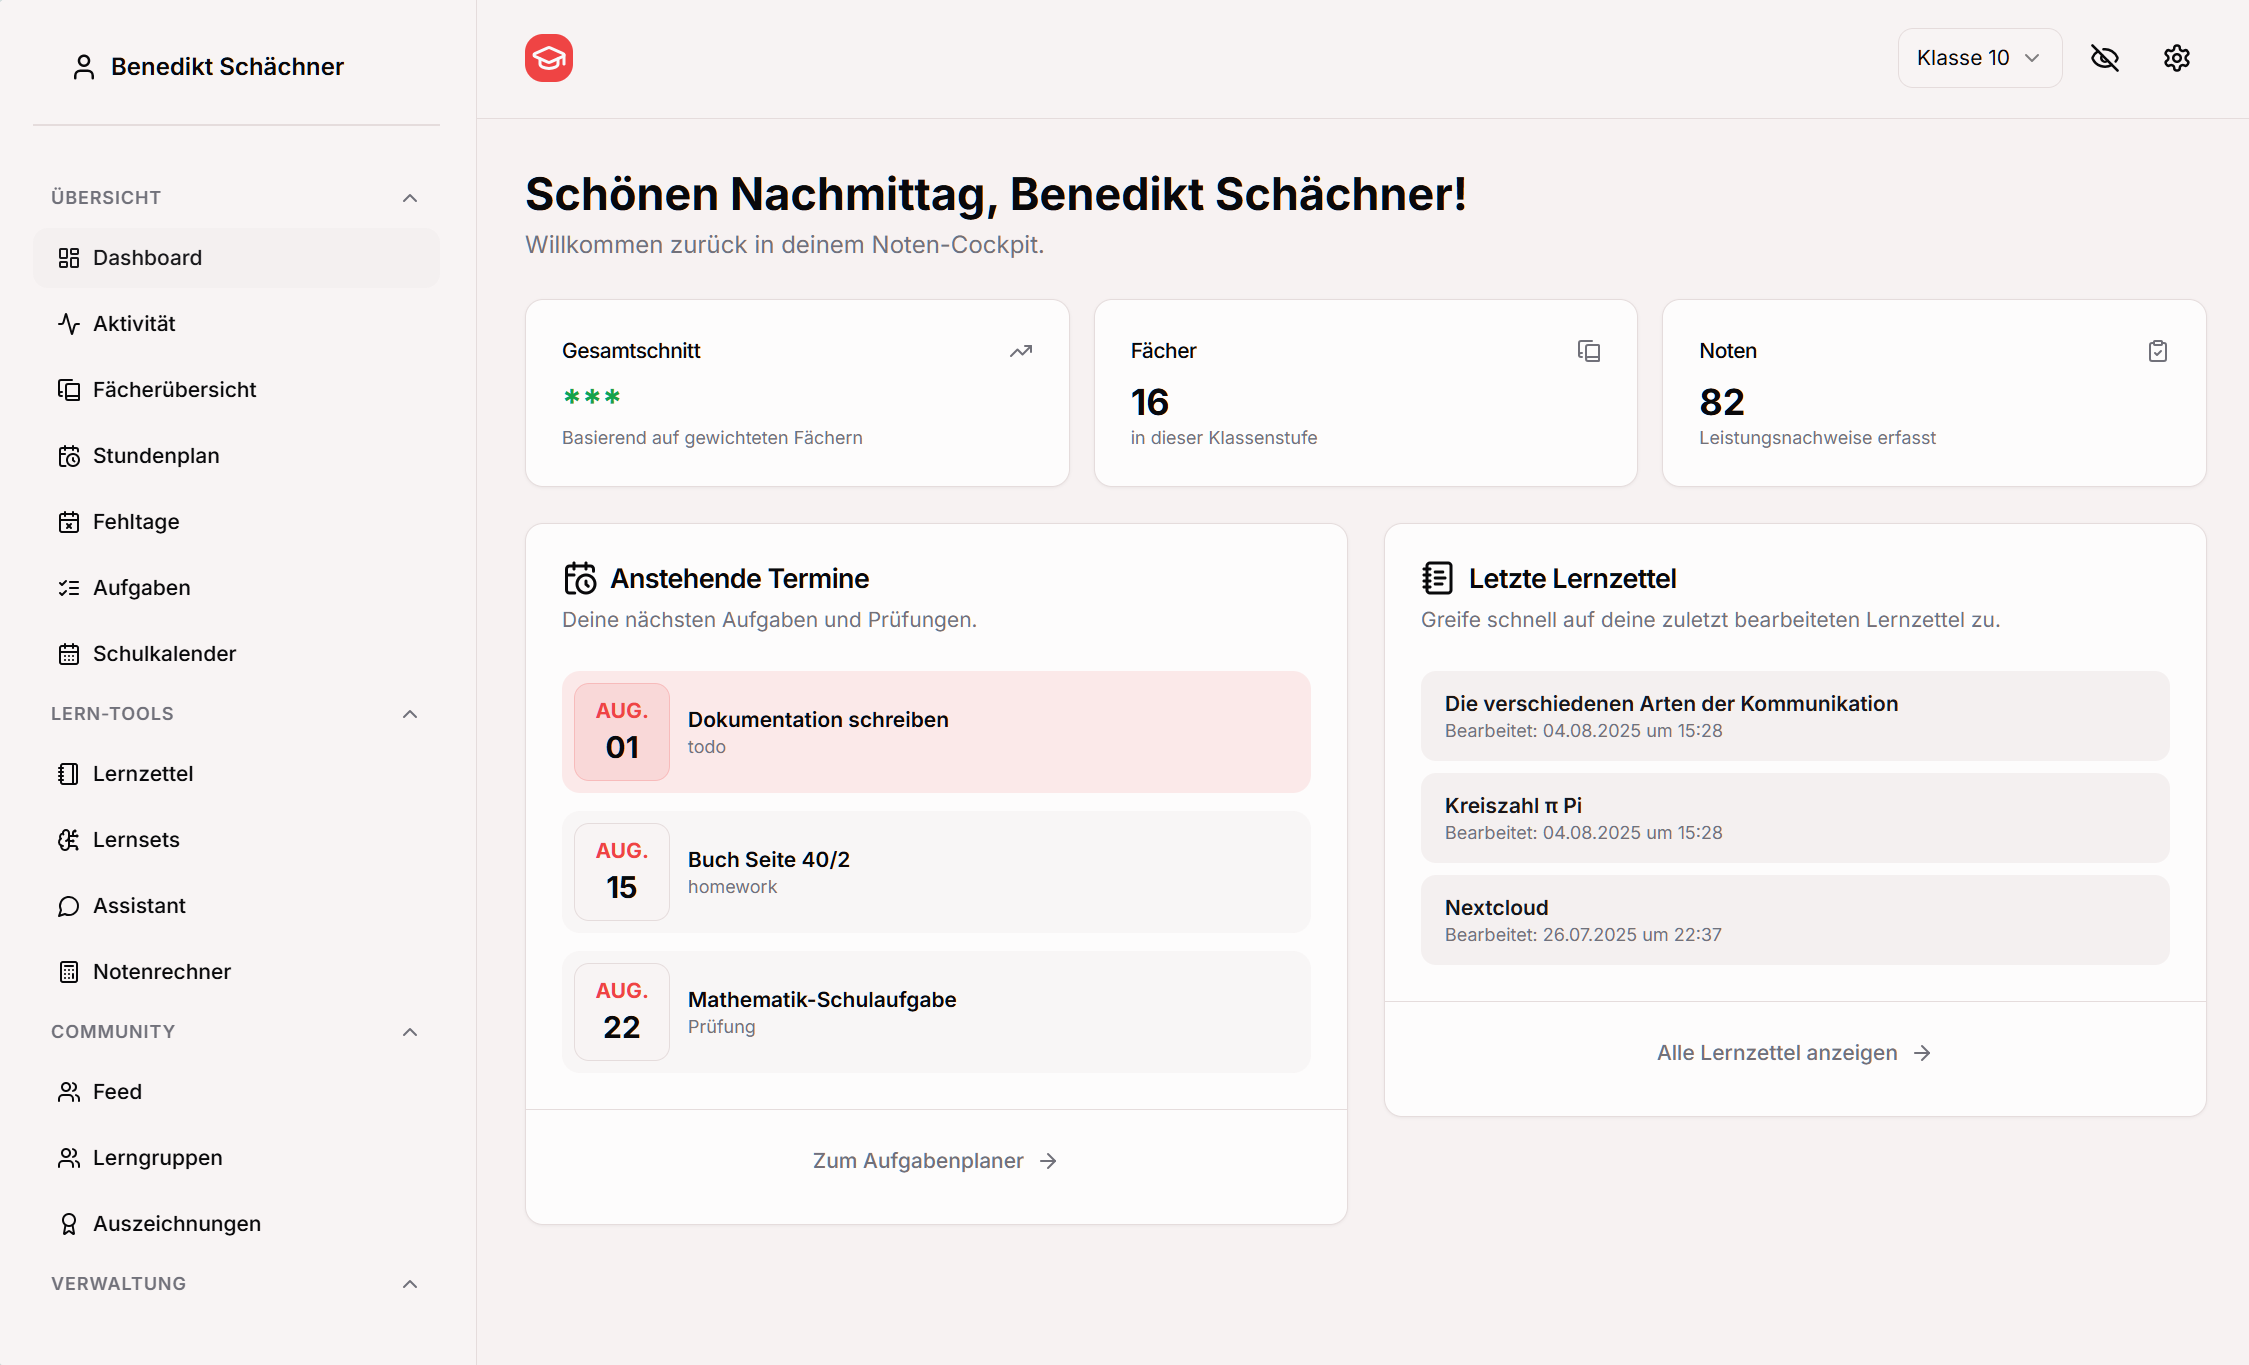 Benedikt Schächner
ÜBERSICHT
Dashboard
Aktivität
Fächerübersicht
Stundenplan
Fehltage
Aufgaben
Schulkalender
LERN-TOOLS
Lernzettel
Lernsets
Assistant
Notenrechner
COMMUNITY
Feed
Lerngruppen
Auszeichnungen
VERWALTUNG
Klasse 10
Schönen Nachmittag, Benedikt Schächner!
Willkommen zurück in deinem Noten-Cockpit.
Gesamtschnitt
***
Basierend auf gewichteten Fächern
Fächer
16
in dieser Klassenstufe
Noten
82
Leistungsnachweise erfasst
Anstehende Termine
Deine nächsten Aufgaben und Prüfungen.
AUG.
01
Dokumentation schreiben
todo
AUG.
15
Buch Seite 40/2
homework
AUG.
22
Mathematik-Schulaufgabe
Prüfung
Zum Aufgabenplaner
Letzte Lernzettel
Greife schnell auf deine zuletzt bearbeiteten Lernzettel zu.
Die verschiedenen Arten der Kommunikation
Bearbeitet: 04.08.2025 um 15:28
Kreiszahl π Pi
Bearbeitet: 04.08.2025 um 15:28
Nextcloud
Bearbeitet: 26.07.2025 um 22:37
Alle Lernzettel anzeigen